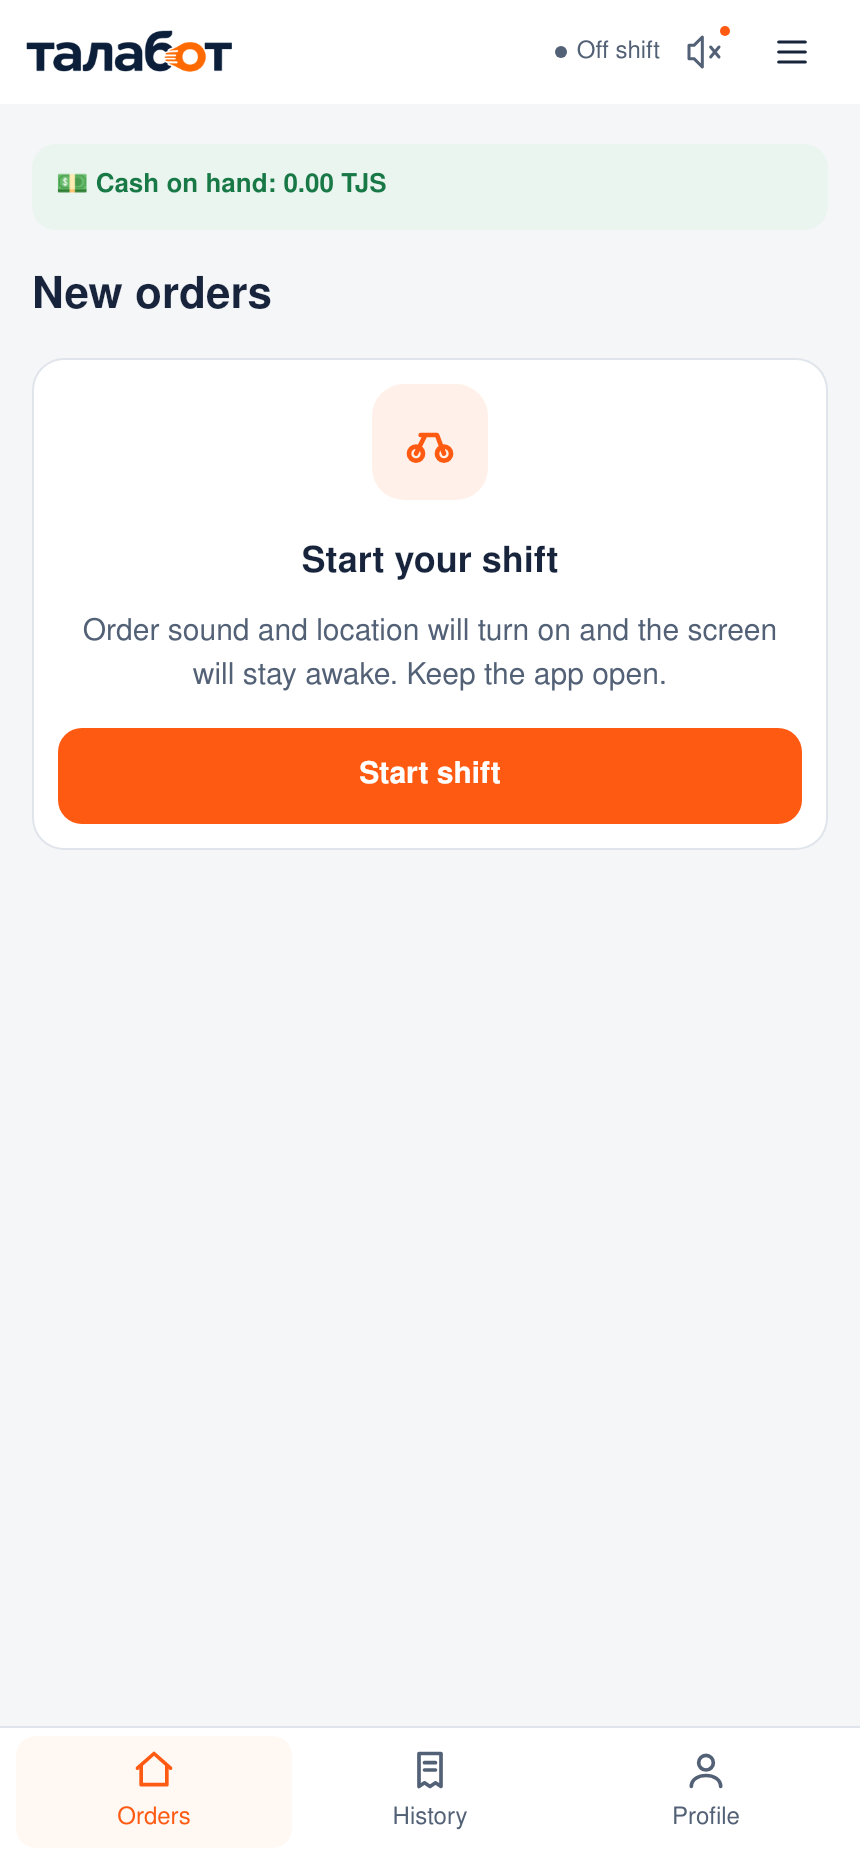 талабот
Off shift
Cash on hand: 0.00 TJS
New orders
Start your shift
Order sound and location will turn on and the screen
will stay awake. Keep the app open.
Start shift
Orders
History
Profile